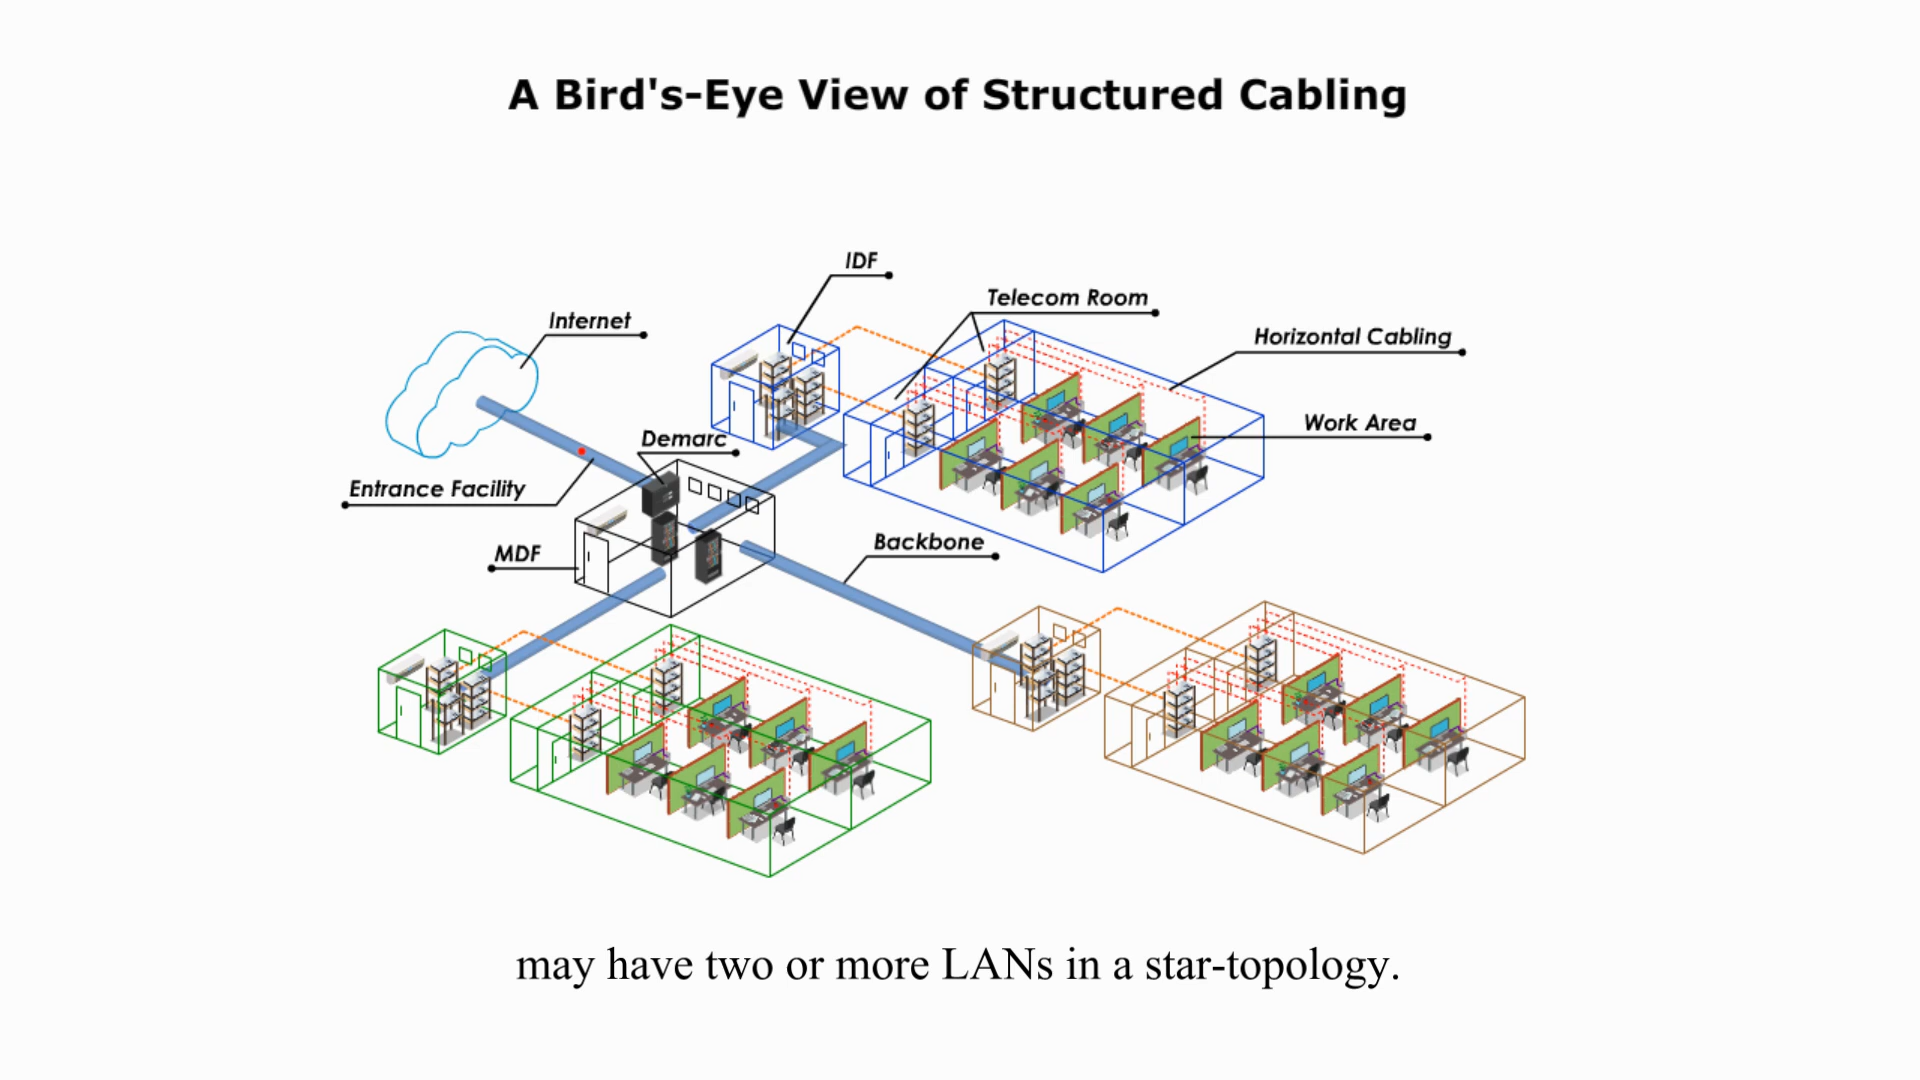 A Bird's-Eye View of Structured Cabling
IDF
Telecom Room
Internet
Horizontal Cabling
Work Area
Demarc
Entrance Facility
Backbone
MDF
may have two or more LANs in a star-topology.